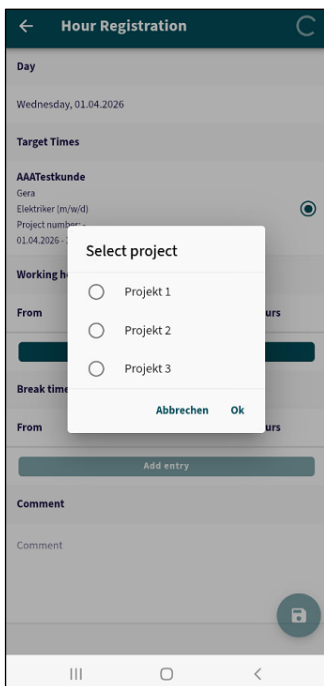 Hour Registration
Day
Wednesday, 01.04.2026
Target Times
AAATestkunde
Gera
Elektriker (m/w/d)
Project number: -
01.04.2026 -
Select project
Working
From
urs
Projekt 1
Projekt 2
Projekt 3
Break time
Abbrechen Ok
From
urs
Add entry
Comment
Comment